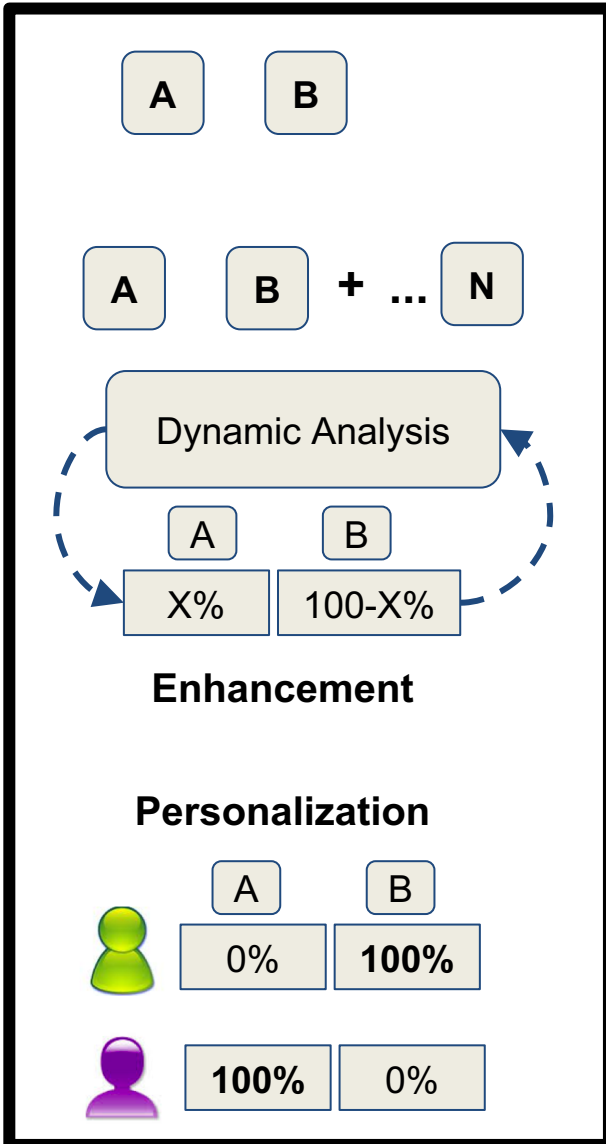 A B
A B + ... N
Dynamic Analysis
A B
X% 100-X%
Enhancement
Personalization
A B
0% 100%
100% 0%